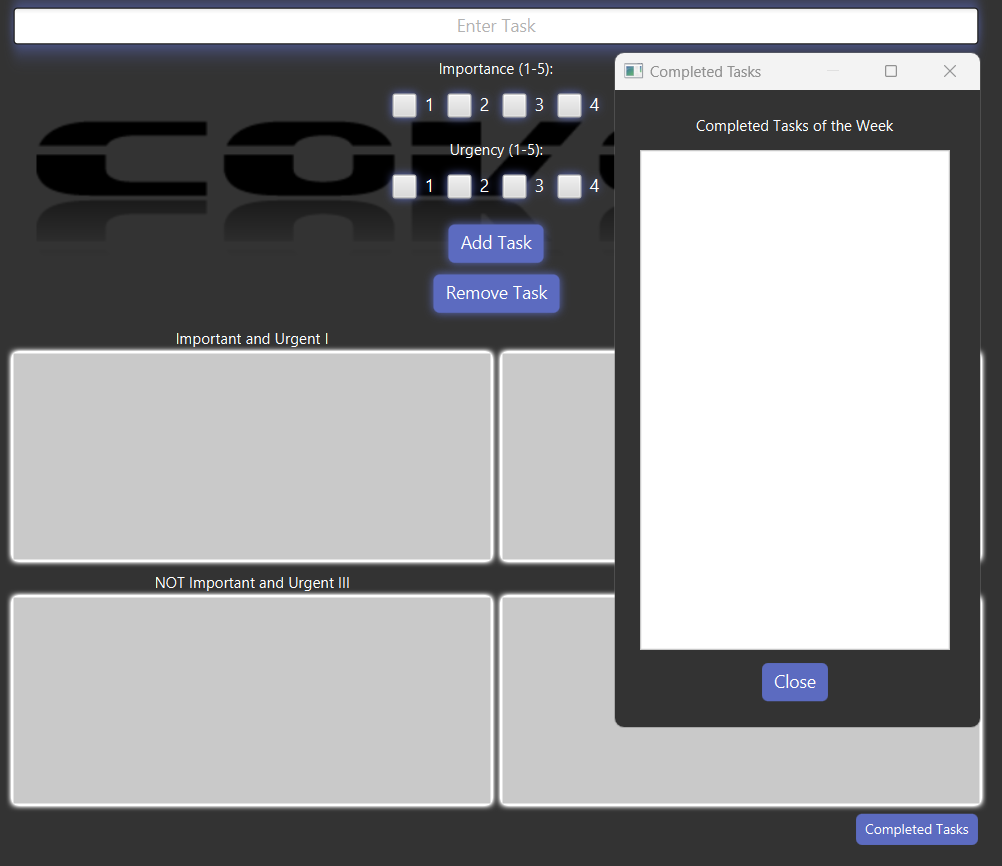 Enter Task
Importance (1-5):
1 2 3 4
Urgency (1-5):
1 2 3 4
Add Task
Remove Task
Important and Urgent I
NOT Important and Urgent III
Completed Tasks
Completed Tasks of the Week
Close
Completed Tasks